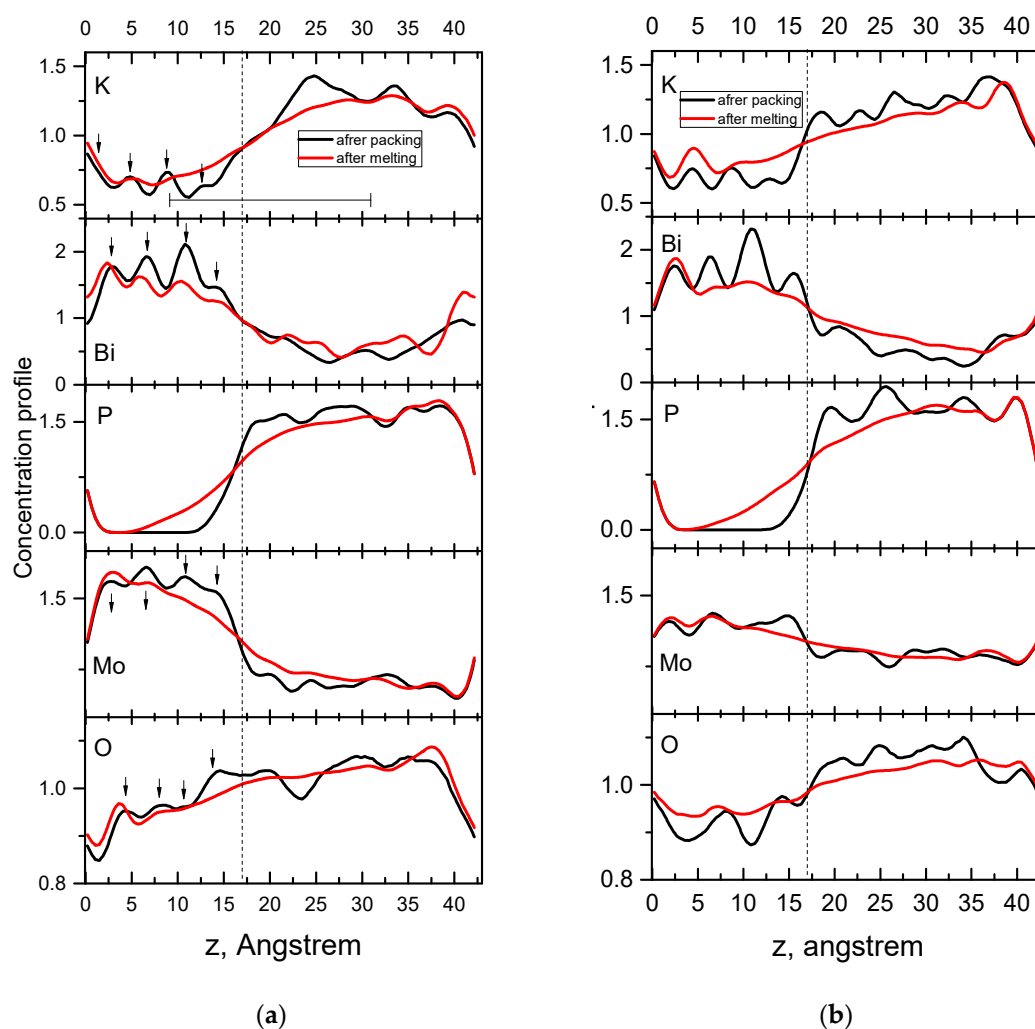 0 5 10 15 20 25 30 35 40
1.5
K
afrer packing
after melting
1.0
0.5
2
1
Bi
0
P
1.5
0.0
1.5
Mo
O
1.0
0.8
0 5 10 15 20 25 30 35 40
Concentration profile
z, Angstrem
(a)
0 5 10 15 20 25 30 35 40
1.5
K
afrer packing
after melting
1.0
0.5
Bi
2
1
0
P
1.5
0.0
1.5
Mo
O
1.0
0.8
0 5 10 15 20 25 30 35 40
z, angstrem
(b)